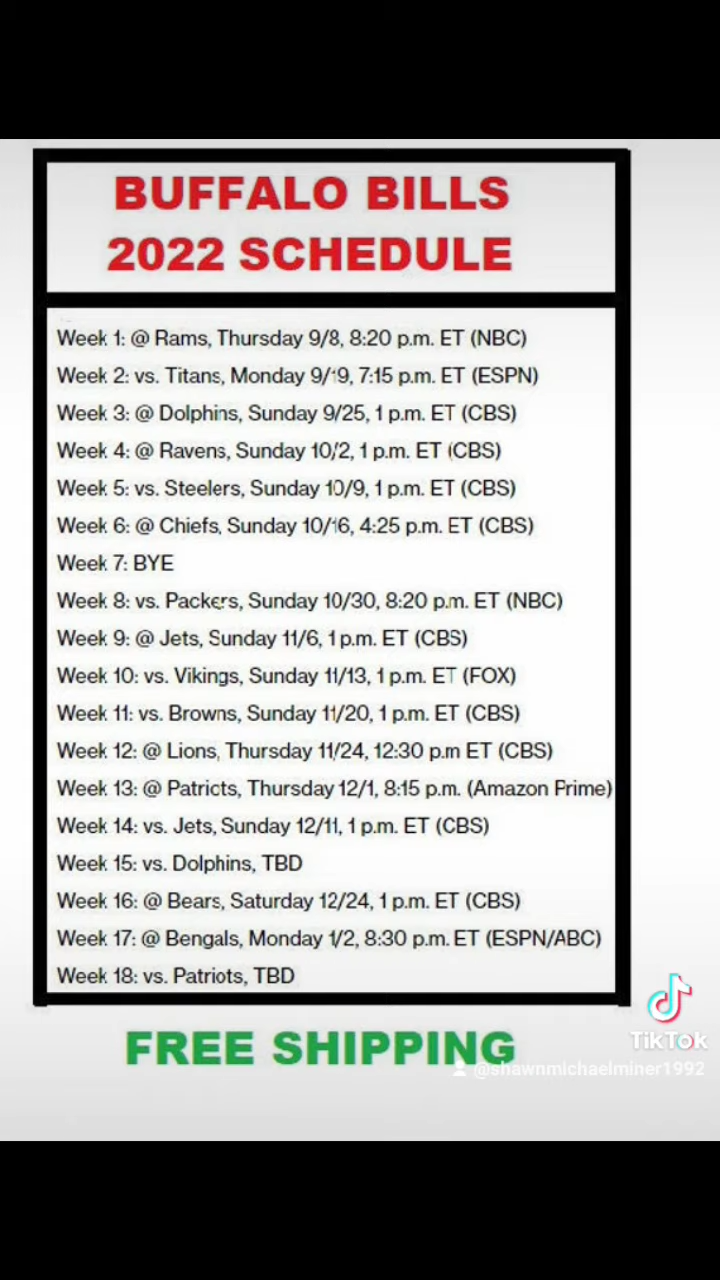 BUFFALO BILLS
2022 SCHEDULE
Week 1: @ Rams, Thursday 9/8, 8:20 p.m. ET (NBC)
Week 2: vs. Titans, Monday 9/19, 7:15 p.m. ET (ESPN)
Week 3: @ Dolphins, Sunday 9/25, 1 p.m. ET (CBS)
Week 4: @ Ravens, Sunday 10/2, 1 p.m. ET (CBS)
Week 5: vs. Steelers, Sunday 10/9, 1 p.m. ET (CBS)
Week 6: @ Chiefs, Sunday 10/16, 4:25 p.m. ET (CBS)
Week 7: BYE
Week 8: vs. Packers, Sunday 10/30, 8:20 p.m. ET (NBC)
Week 9: @ Jets, Sunday 11/6, 1 p.m. ET (CBS)
Week 10: vs. Vikings, Sunday 11/13, 1 p.m. ET (FOX)
Week 11: vs. Browns, Sunday 11/20, 1 p.m. ET (CBS)
Week 12: @ Lions, Thursday 11/24, 12:30 p.m ET (CBS)
Week 13: @ Patricts, Thursday 12/1, 8:15 p.m. (Amazon Prime)
Week 14: vs. Jets, Sunday 12/11, 1 p.m. ET (CBS)
Week 15: vs. Dolphins, TBD
Week 16: @ Bears, Saturday 12/24, 1 p.m. ET (CBS)
Week 17: @ Bengals, Monday 1/2, 8:30 p.m. ET (ESPN/ABC)
Week 18: vs. Patriots, TBD
FREE SHIPPING
TikTok
@shawnmichaelminer1992